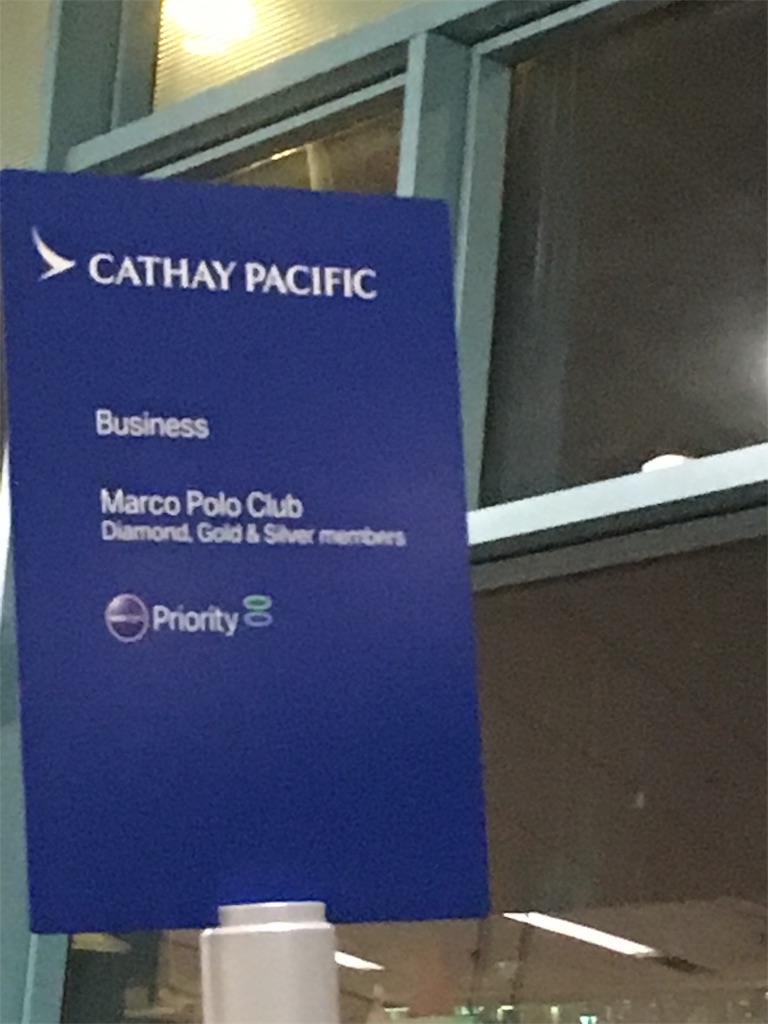 CATHAY PACIFIC
Business
Marco Polo Club
Diamond, Gold & Silver members
Priority